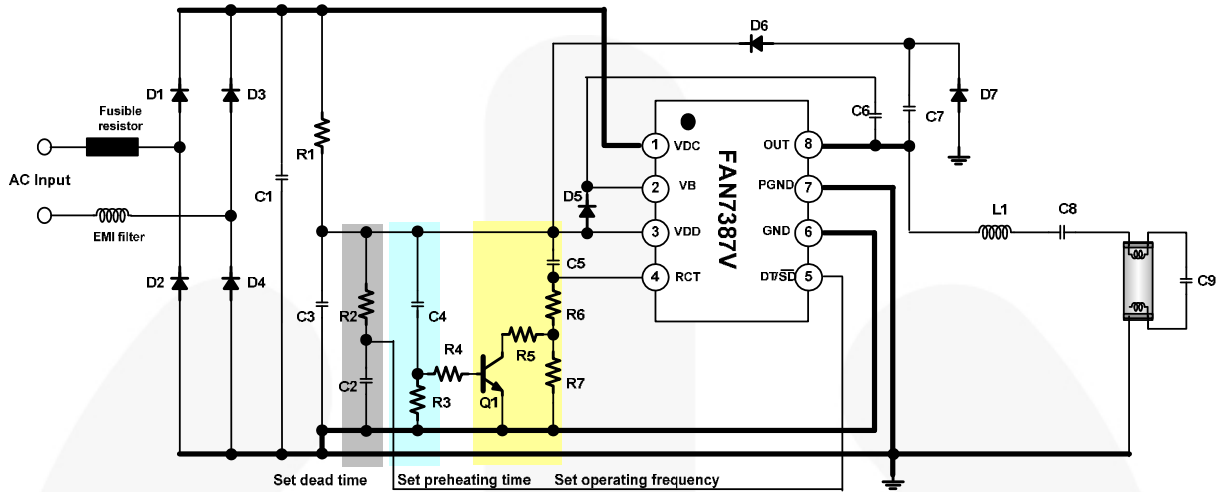 D6
D1
D3
Fusible
resistor
R1
C6
C7
D7
1
VDC
OUT
8
FAN7387V
AC Input
C1
D5
2
VB
PGND
7
EMI filter
3
VDD
GND
6
L1
C8
C5
4
RCT
DT/SD
5
D2
D4
C9
C3
R2
C4
R6
R5
R4
C2
R3
Q1
R7
Set dead time
Set preheating time
Set operating frequency